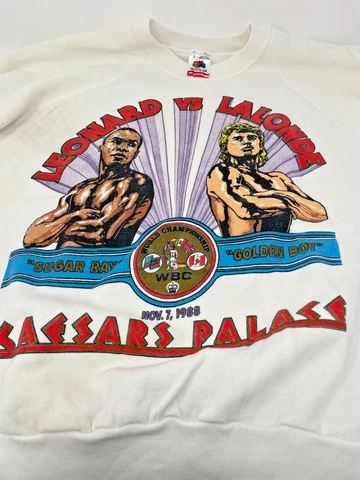 LEONARD VS LALONDE
"SUGAR RAY"
WORLD CHAMPIONSHIP
WBC
"GOLDEN BOY"
NOV. 7, 1988
CAESARS PALACE